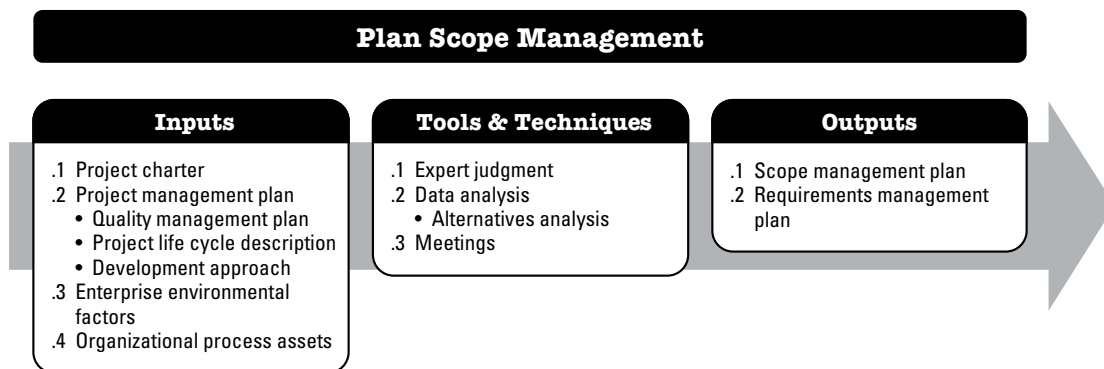 Plan Scope Management
Inputs
.1 Project charter
.2 Project management plan
• Quality management plan
• Project life cycle description
• Development approach
.3 Enterprise environmental
factors
.4 Organizational process assets
Tools & Techniques
.1 Expert judgment
.2 Data analysis
• Alternatives analysis
.3 Meetings
Outputs
.1 Scope management plan
.2 Requirements management
plan